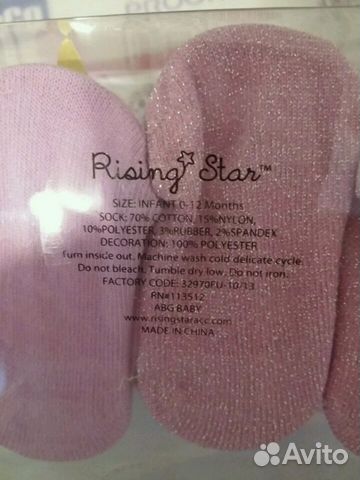 Rising Star™
SIZE: INFANT 0-12 Months
SOCK: 70% COTTON, 15%NYLON,
10%POLYESTER, 3%RUBBER, 2%SPANDEX
DECORATION: 100% POLYESTER
Turn inside out. Machine wash cold delicate cycle.
Do not bleach. Tumble dry low. Do not iron.
FACTORY CODE: 32970FU-10/13
RN#113512
ABG BABY
www.risingstaracc.com
MADE IN CHINA
Avito